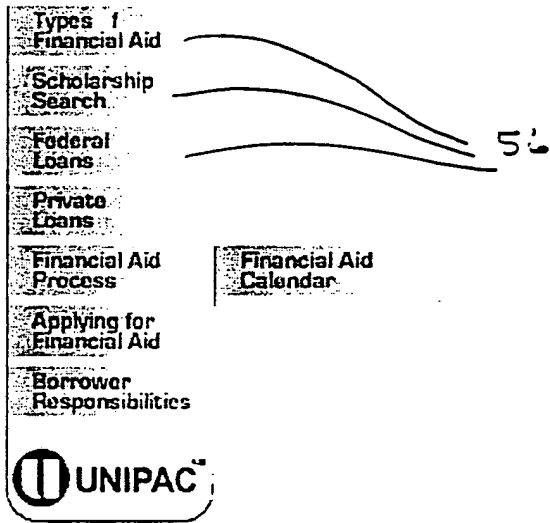 Types f
Financial Aid
Scholarship
Search
56
Federal
Loans
Private
Loans
Financial Aid
Process
Financial Aid
Calendar
Applying for
Financial Aid
Borrower
Responsibilities
UNIPAC